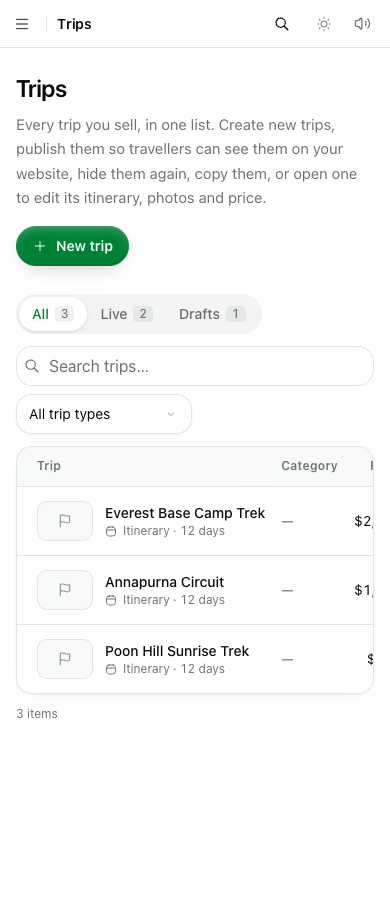 Trips
Trips
Every trip you sell, in one list. Create new trips,
publish them so travellers can see them on your
website, hide them again, copy them, or open one
to edit its itinerary, photos and price.
New trip
All 3 Live 2 Drafts 1
Search trips...
All trip types
Trip Category
Everest Base Camp Trek
Itinerary · 12 days
— $2,
Annapurna Circuit
Itinerary · 12 days
— $1,
Poon Hill Sunrise Trek
Itinerary · 12 days
— $
3 items